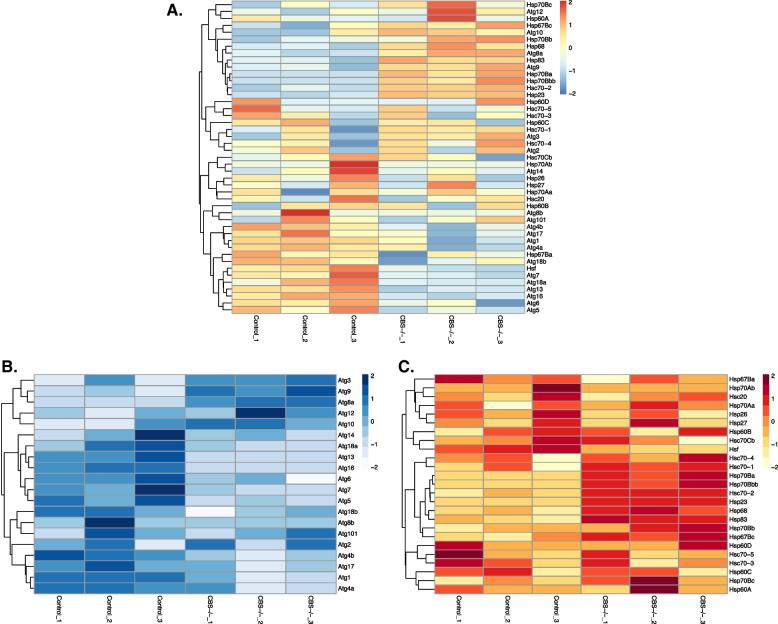 A.
2
1
0
−1
−2
Hsp70Bc
Atg12
Hsp60A
Hsp67Bc
Atg10
Hsp70Bb
Hsp68
Atg8a
Hsp83
Atg9
Hsp70Ba
Hsp70Bbb
Hsc70−2
Hsp23
Hsp60D
Hsc70−5
Hsc70−3
Hsp60C
Hsc70−1
Atg3
Hsc70−4
Atg2
Hsc70Cb
Hsp70Ab
Atg14
Hsp26
Hsp27
Hsp70Aa
Hsc20
Hsp60B
Atg8b
Atg101
Atg4b
Atg17
Atg1
Atg4a
Hsp67Ba
Atg18b
Hsf
Atg7
Atg18a
Atg13
Atg16
Atg6
Atg5
Control_1
Control_2
Control_3
CBS−/−_1
CBS−/−_2
CBS−/−_3
B.
2
1
0
−1
−2
Atg3
Atg9
Atg8a
Atg12
Atg10
Atg14
Atg18a
Atg13
Atg16
Atg6
Atg7
Atg5
Atg18b
Atg8b
Atg101
Atg2
Atg4b
Atg17
Atg1
Atg4a
Control_1
Control_2
Control_3
CBS−/−_1
CBS−/−_2
CBS−/−_3
C.
2
1
0
−1
−2
Hsp67Ba
Hsp70Ab
Hsc20
Hsp70Aa
Hsp26
Hsp27
Hsp60B
Hsc70Cb
Hsf
Hsc70−4
Hsc70−1
Hsp70Ba
Hsp70Bbb
Hsc70−2
Hsp23
Hsp68
Hsp83
Hsp70Bb
Hsp67Bc
Hsp60D
Hsc70−5
Hsc70−3
Hsp60C
Hsp70Bc
Hsp60A
Control_1
Control_2
Control_3
CBS−/−_1
CBS−/−_2
CBS−/−_3